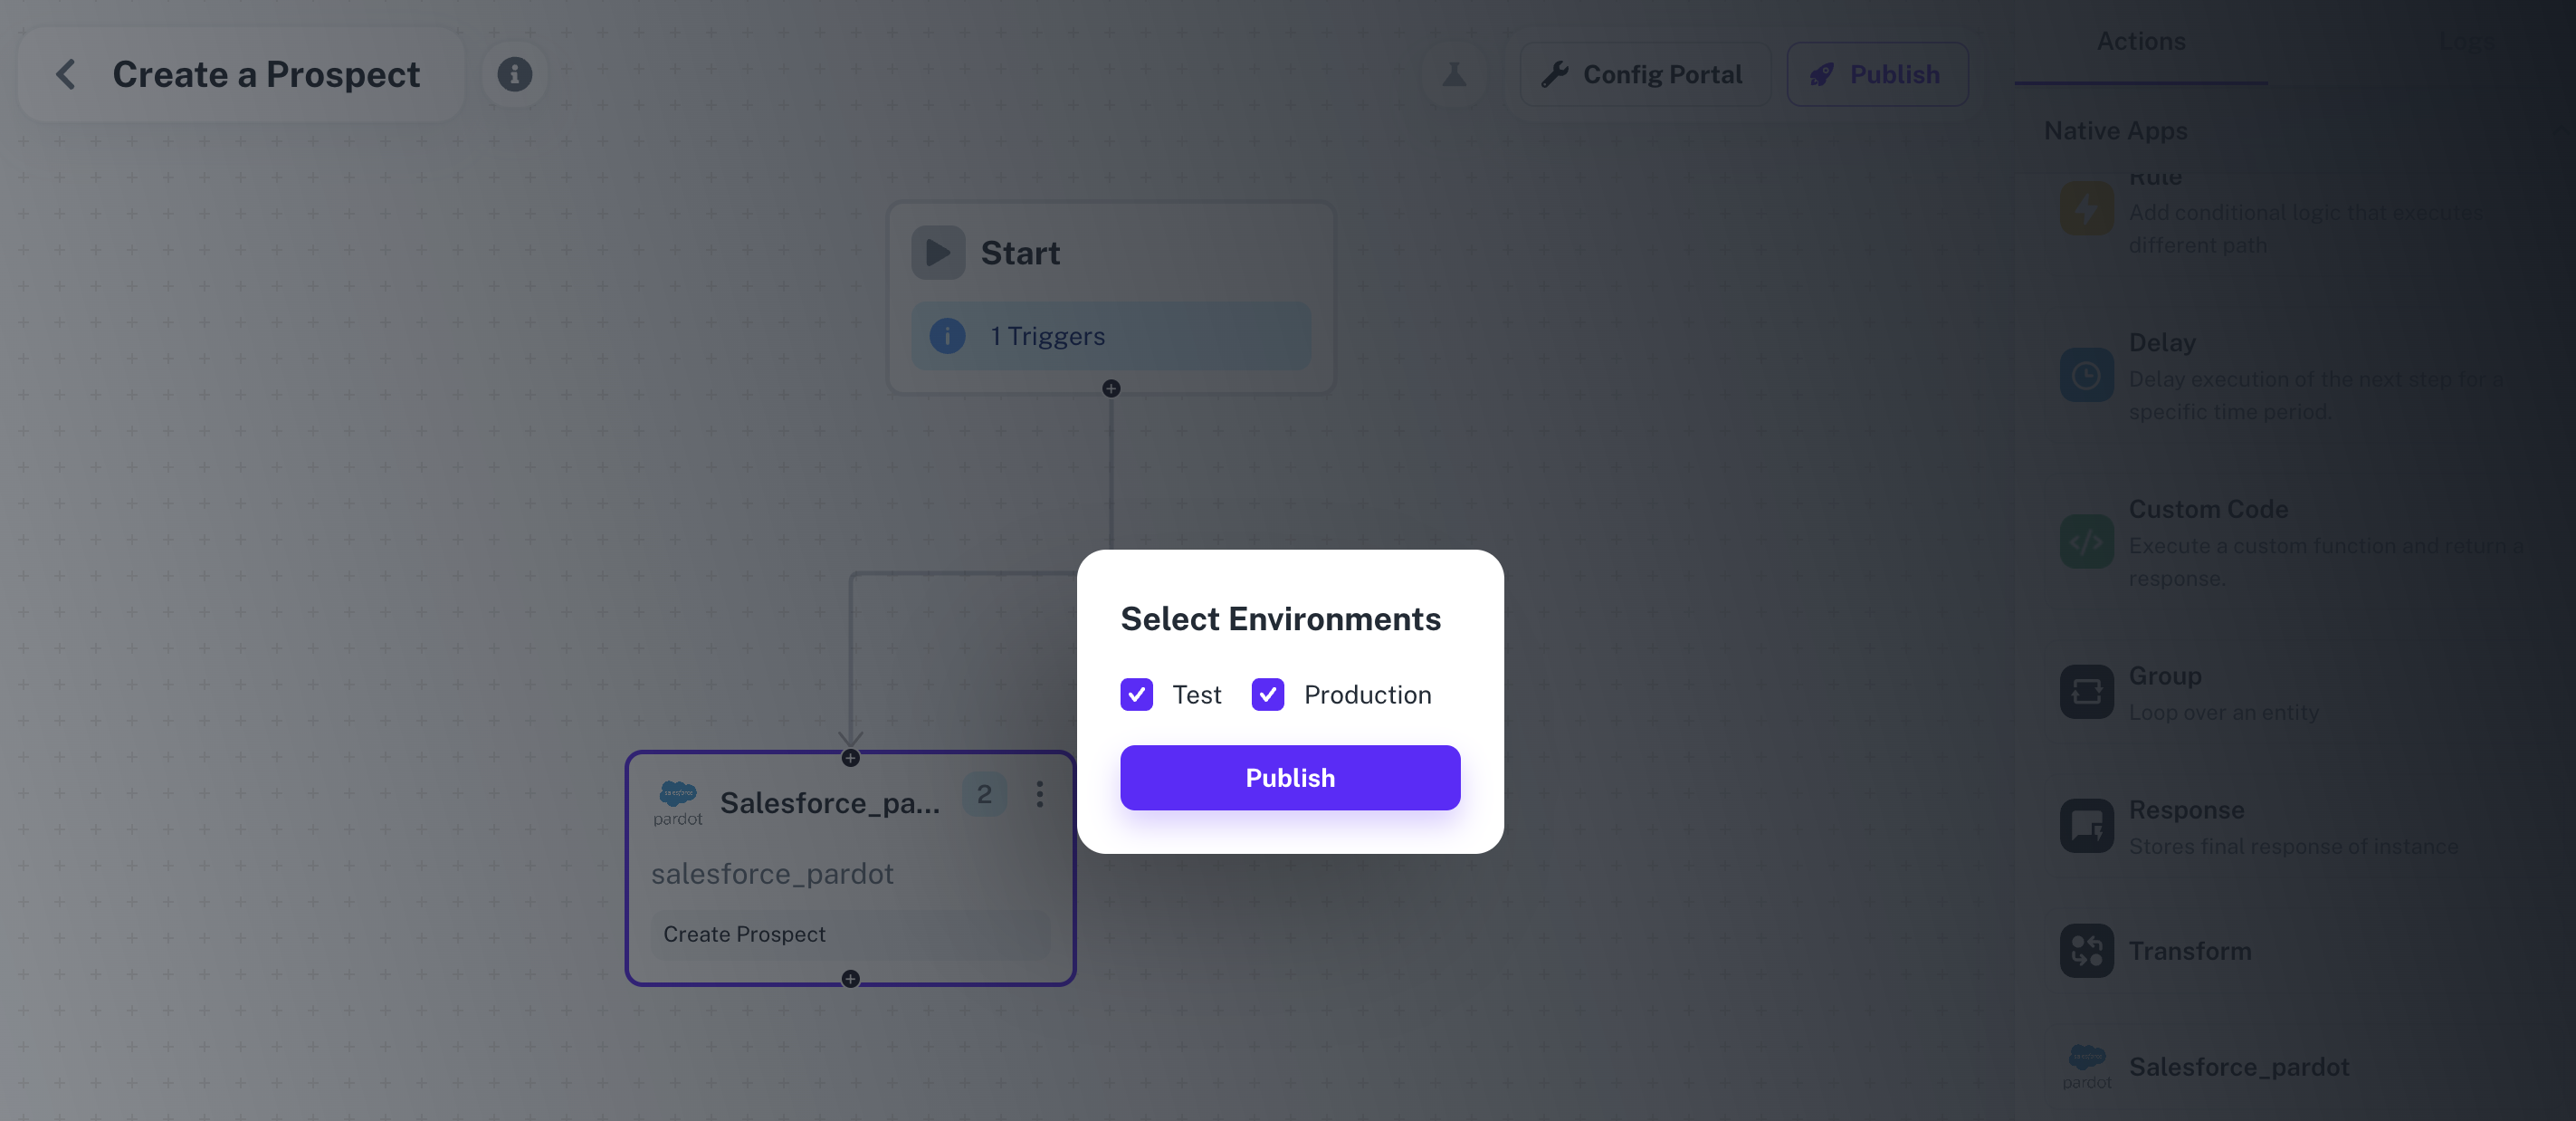 Create a Prospect
Config Portal
Publish
Actions
Logs
Native Apps
Rule
Add conditional logic that executes
different path
Start
1 Triggers
Delay
Delay execution of the next step for a
specific time period.
Custom Code
Execute a custom function and return a
response.
Select Environments
Test
Production
Publish
Group
Loop over an entity
salesforce
pardot
Salesforce_pa...
2
salesforce_pardot
Create Prospect
Response
Stores final response of instance
Transform
pardot
Salesforce_pardot